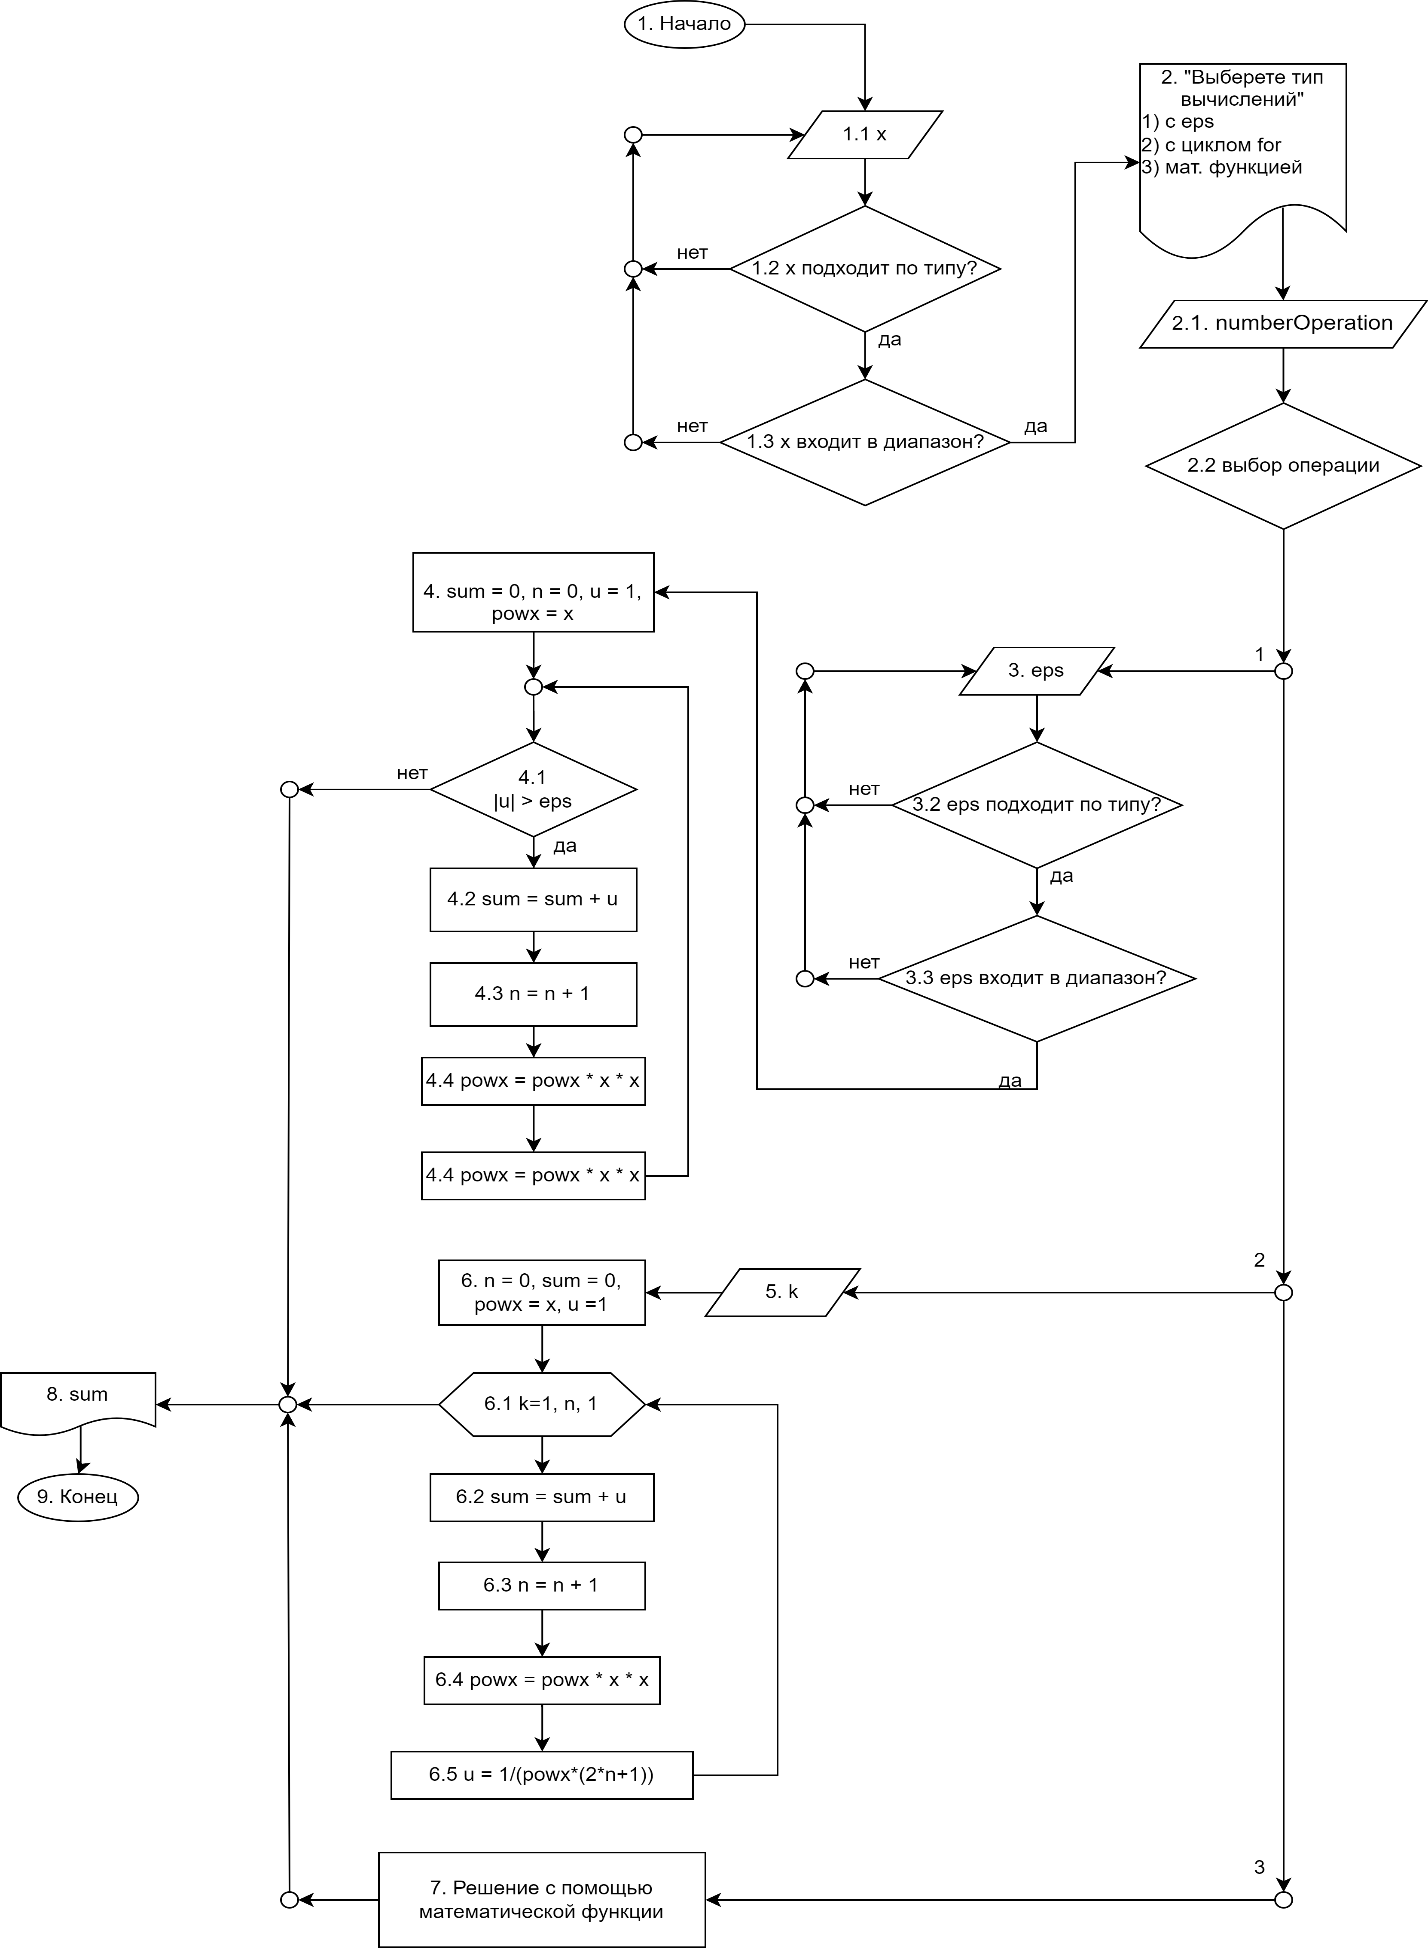 1. Начало
1.1 x
1.2 x подходит по типу?
нет
да
1.3 x входит в диапазон?
нет
да
2. "Выберете тип
вычислений"
1) с eps
2) с циклом for
3) мат. функцией
2.1. numberOperation
2.2 выбор операции
1
3. eps
3.2 eps подходит по типу?
нет
да
3.3 eps входит в диапазон?
нет
да
4. sum = 0, n = 0, u = 1,
powx = x
4.1
|u| > eps
нет
да
4.2 sum = sum + u
4.3 n = n + 1
4.4 powx = powx * x * x
4.4 powx = powx * x * x
2
5. k
6. n = 0, sum = 0,
powx = x, u =1
6.1 k=1, n, 1
6.2 sum = sum + u
6.3 n = n + 1
6.4 powx = powx * x * x
6.5 u = 1/(powx*(2*n+1))
3
7. Решение с помощью
математической функции
8. sum
9. Конец